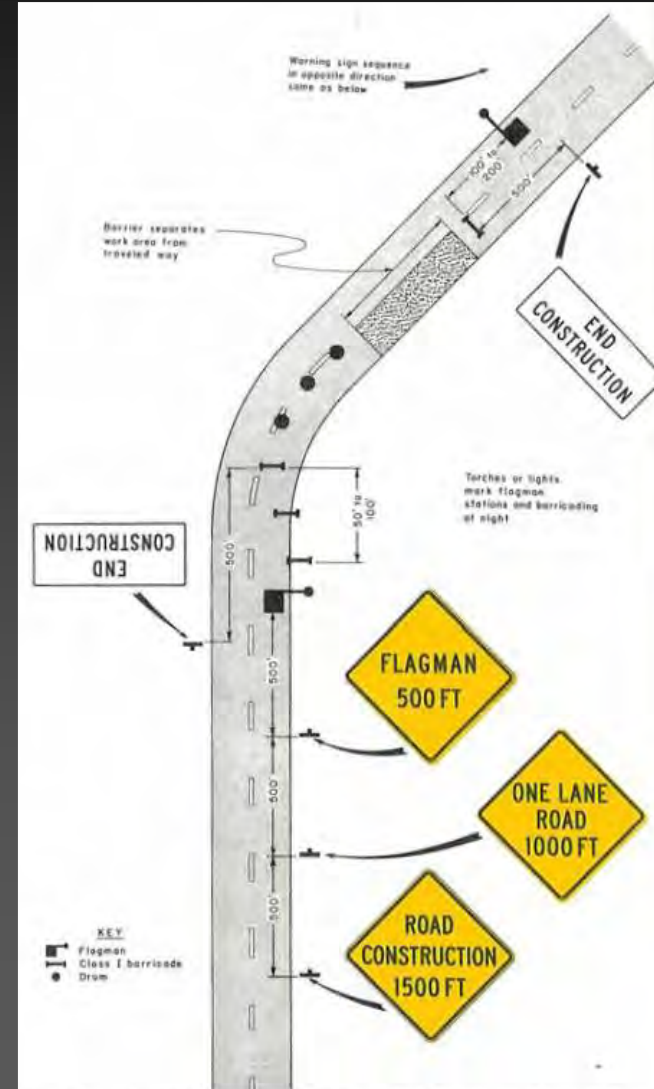 Warning sign sequence
in opposite direction
same as below
100' to
200'
500'
Barrier separates
work area from
traveled way
END
CONSTRUCTION
Torches or lights
mark flagman
stations and barricading
at night
50' to
100'
500'
END
CONSTRUCTION
500'
FLAGMAN
500 FT
500'
ONE LANE
ROAD
1000 FT
500'
ROAD
CONSTRUCTION
1500 FT
KEY
Flagman
Class I barricade
Drum